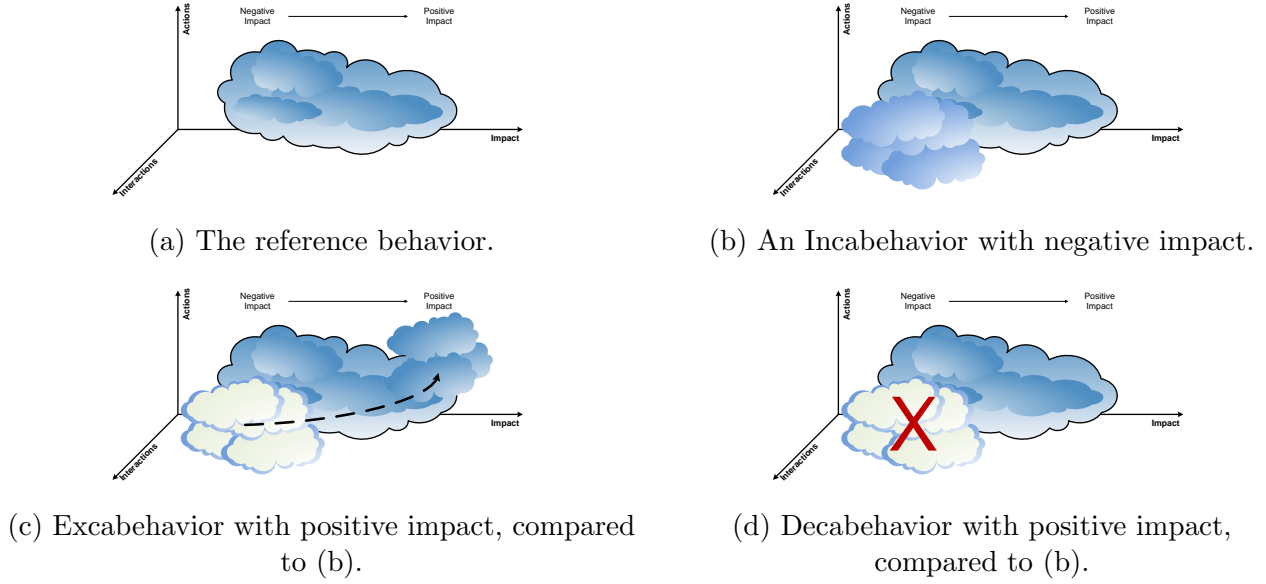 Actions
Negative Impact
Positive Impact
Impact
Interactions
(a) The reference behavior.
Actions
Negative Impact
Positive Impact
Impact
Interactions
(b) An Incabehavior with negative impact.
Actions
Negative Impact
Positive Impact
Impact
Interactions
(c) Excabehavior with positive impact, compared
to (b).
Actions
Negative Impact
Positive Impact
Impact
Interactions
(d) Decabehavior with positive impact,
compared to (b).